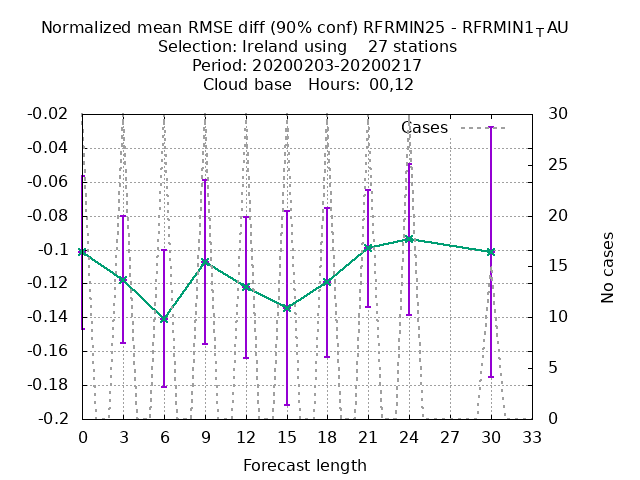 Normalized mean RMSE diff (90% conf) RFRMIN25 - RFRMIN1_TAU
Selection: Ireland using    27 stations
Period: 20200203-20200217
Cloud base   Hours: 00,12
Cases
-0.02
-0.04
-0.06
-0.08
-0.1
-0.12
-0.14
-0.16
-0.18
-0.2
30
25
20
15
10
5
0
No cases
0 3 6 9 12 15 18 21 24 27 30 33
Forecast length